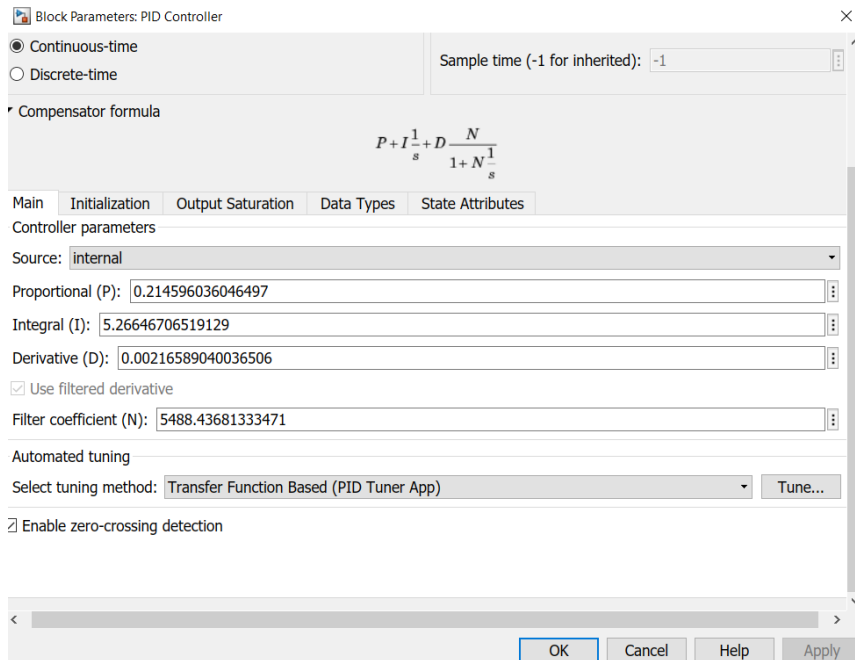 Block Parameters: PID Controller
Continuous-time
Discrete-time
Sample time (-1 for inherited): -1
Compensator formula
P + I 1/s + D N/(1 + N 1/s)
Main Initialization Output Saturation Data Types State Attributes
Controller parameters
Source: internal
Proportional (P): 0.214596036046497
Integral (I): 5.26646706519129
Derivative (D): 0.00216589040036506
Use filtered derivative
Filter coefficient (N): 5488.43681333471
Automated tuning
Select tuning method: Transfer Function Based (PID Tuner App) Tune...
Enable zero-crossing detection
OK Cancel Help Apply